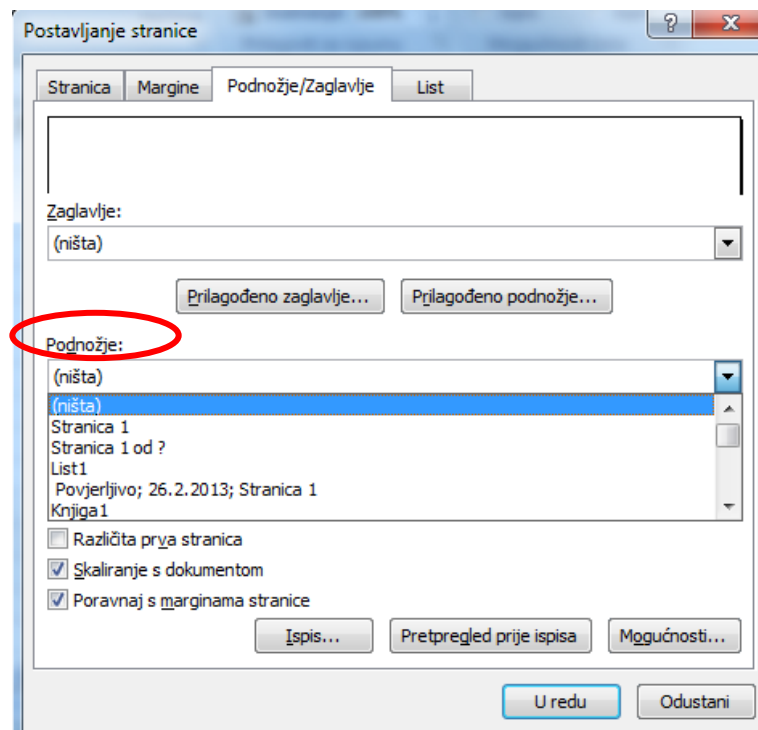 Postavljanje stranice
Stranica Margine Podnožje/Zaglavlje List
Zaglavlje:
(ništa)
Prilagođeno zaglavlje... Prilagođeno podnožje...
Podnožje:
(ništa)
(ništa)
Stranica 1
Stranica 1 od ?
List1
Povjerljivo; 26.2.2013; Stranica 1
Knjiga1
Različita prva stranica
Skaliranje s dokumentom
Poravnaj s marginama stranice
Ispis... Pretpregled prije ispisa Mogućnosti...
U redu Odustani